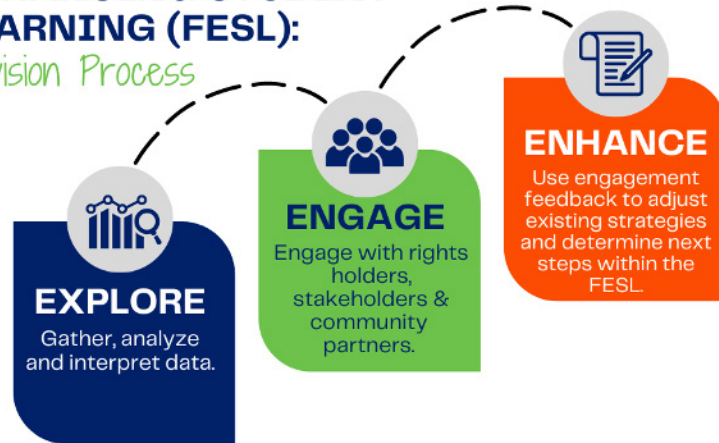 ARNING (FESL):
ision Process
ENHANCE
Use engagement
feedback to adjust
existing strategies
and determine next
steps within the
FESL.
ENGAGE
Engage with rights
holders,
stakeholders &
community
partners.
EXPLORE
Gather, analyze
and interpret data.